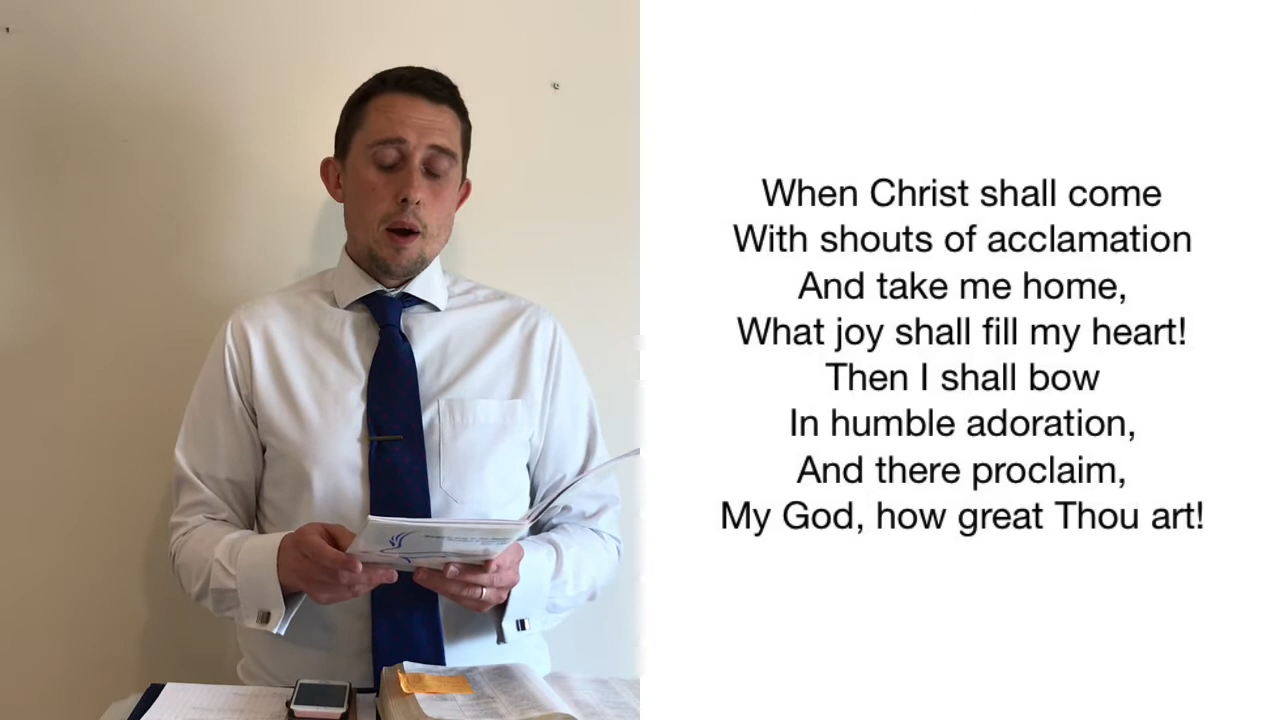 When Christ shall come
With shouts of acclamation
And take me home,
What joy shall fill my heart!
Then I shall bow
In humble adoration,
And there proclaim,
My God, how great Thou art!